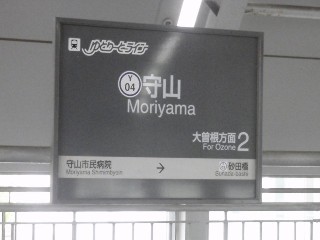 ゆとりーとライン
Y
04
守山
Moriyama
大曽根方面 2
For Ozone
守山市民病院
Moriyama Shiminbyoin
→
砂田橋
Sunada-bashi